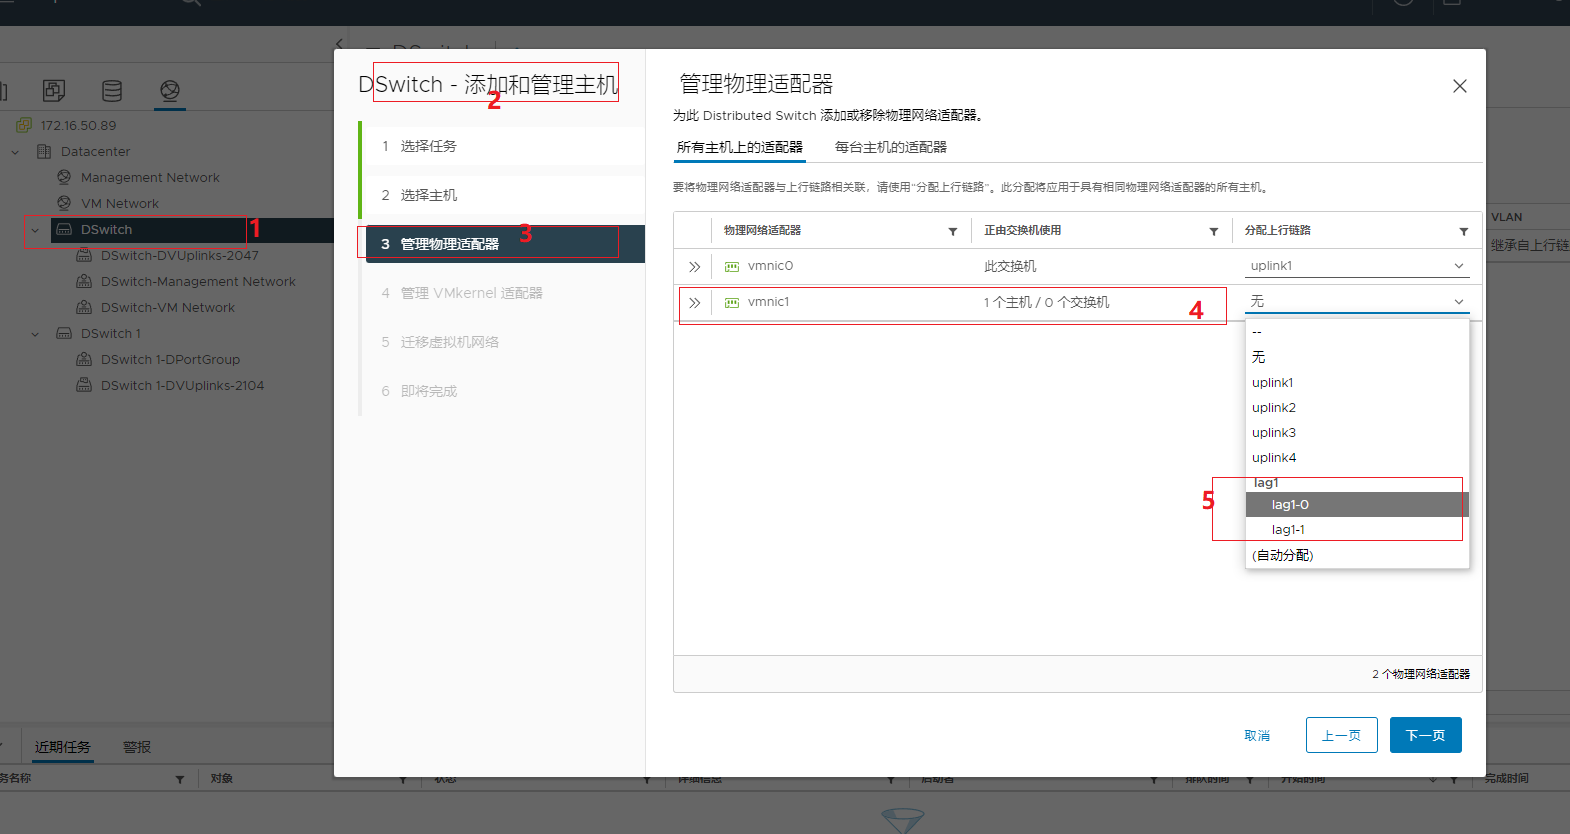 172.16.50.89
Datacenter
Management Network
VM Network
DSwitch
1
DSwitch-DVUplinks-2047
DSwitch-Management Network
DSwitch-VM Network
DSwitch 1
DSwitch 1-DPortGroup
DSwitch 1-DVUplinks-2104
DSwitch - 添加和管理主机
2
1 选择任务
2 选择主机
3 管理物理适配器
3
4 管理 VMkernel 适配器
5 迁移虚拟机网络
6 即将完成
管理物理适配器
为此 Distributed Switch 添加或移除物理网络适配器。
所有主机上的适配器 每台主机的适配器
要将物理网络适配器与上行链路相关联，请使用“分配上行链路”。此分配将应用于具有相同物理网络适配器的所有主机。
物理网络适配器 正由交换机使用 分配上行链路
vmnic0 此交换机 uplink1
vmnic1 1 个主机 / 0 个交换机 4 无
--
无
uplink1
uplink2
uplink3
uplink4
lag1
5
lag1-0
lag1-1
(自动分配)
2 个物理网络适配器
取消 上一页 下一页
VLAN
继承自上行链
近期任务 警报
务名称 对象 状态 详细信息 启动者 排队时间 开始时间 完成时间